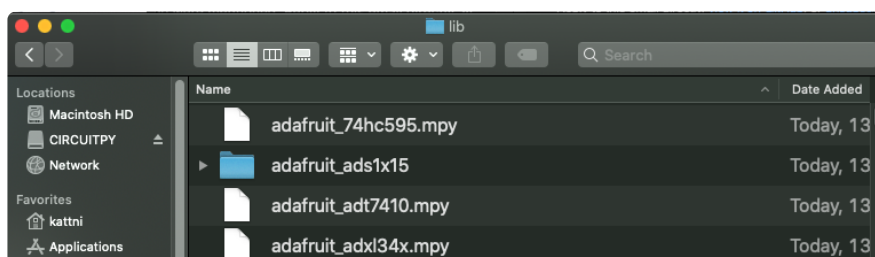 lib
Search
Locations
Macintosh HD
CIRCUITPY
Network
Favorites
kattni
Applications
Name Date Added
adafruit_74hc595.mpy Today, 13
adafruit_ads1x15 Today, 13
adafruit_adt7410.mpy Today, 13
adafruit_adxl34x.mpy Today, 13